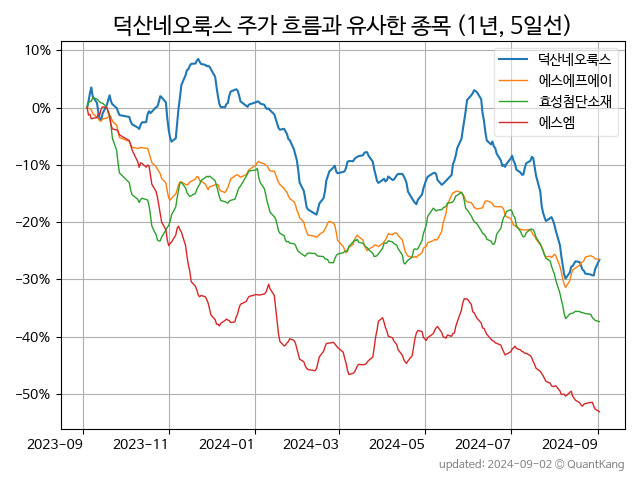 덕산네오룩스 주가 흐름과 유사한 종목 (1년, 5일선)
10%
0%
−10%
−20%
−30%
−40%
−50%
덕산네오룩스
에스에프에이
효성첨단소재
에스엠
2023-09
2023-11
2024-01
2024-03
2024-05
2024-07
2024-09
updated: 2024-09-02 © QuantKang